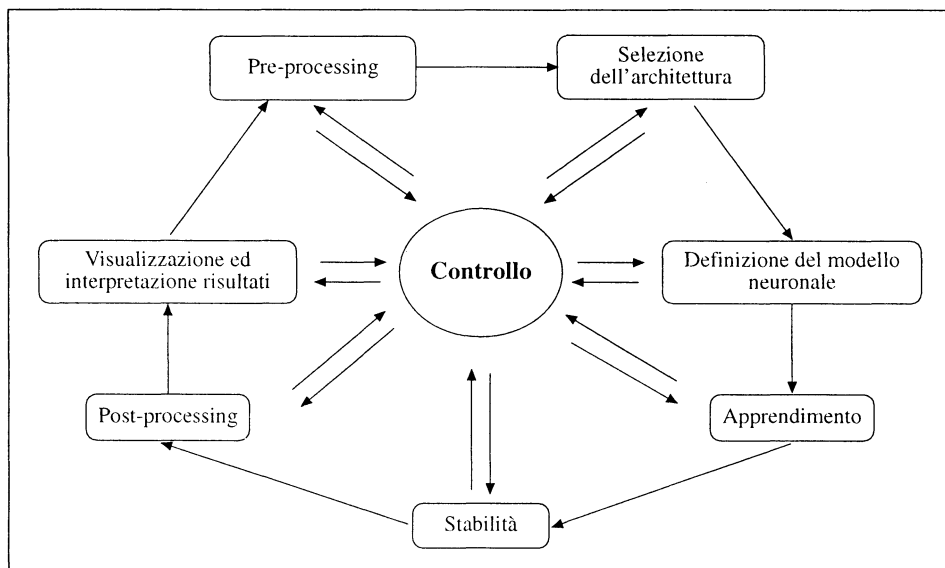 Pre-processing
Selezione
dell'architettura
Visualizzazione ed
interpretazione risultati
Controllo
Definizione del modello
neuronale
Post-processing
Apprendimento
Stabilità